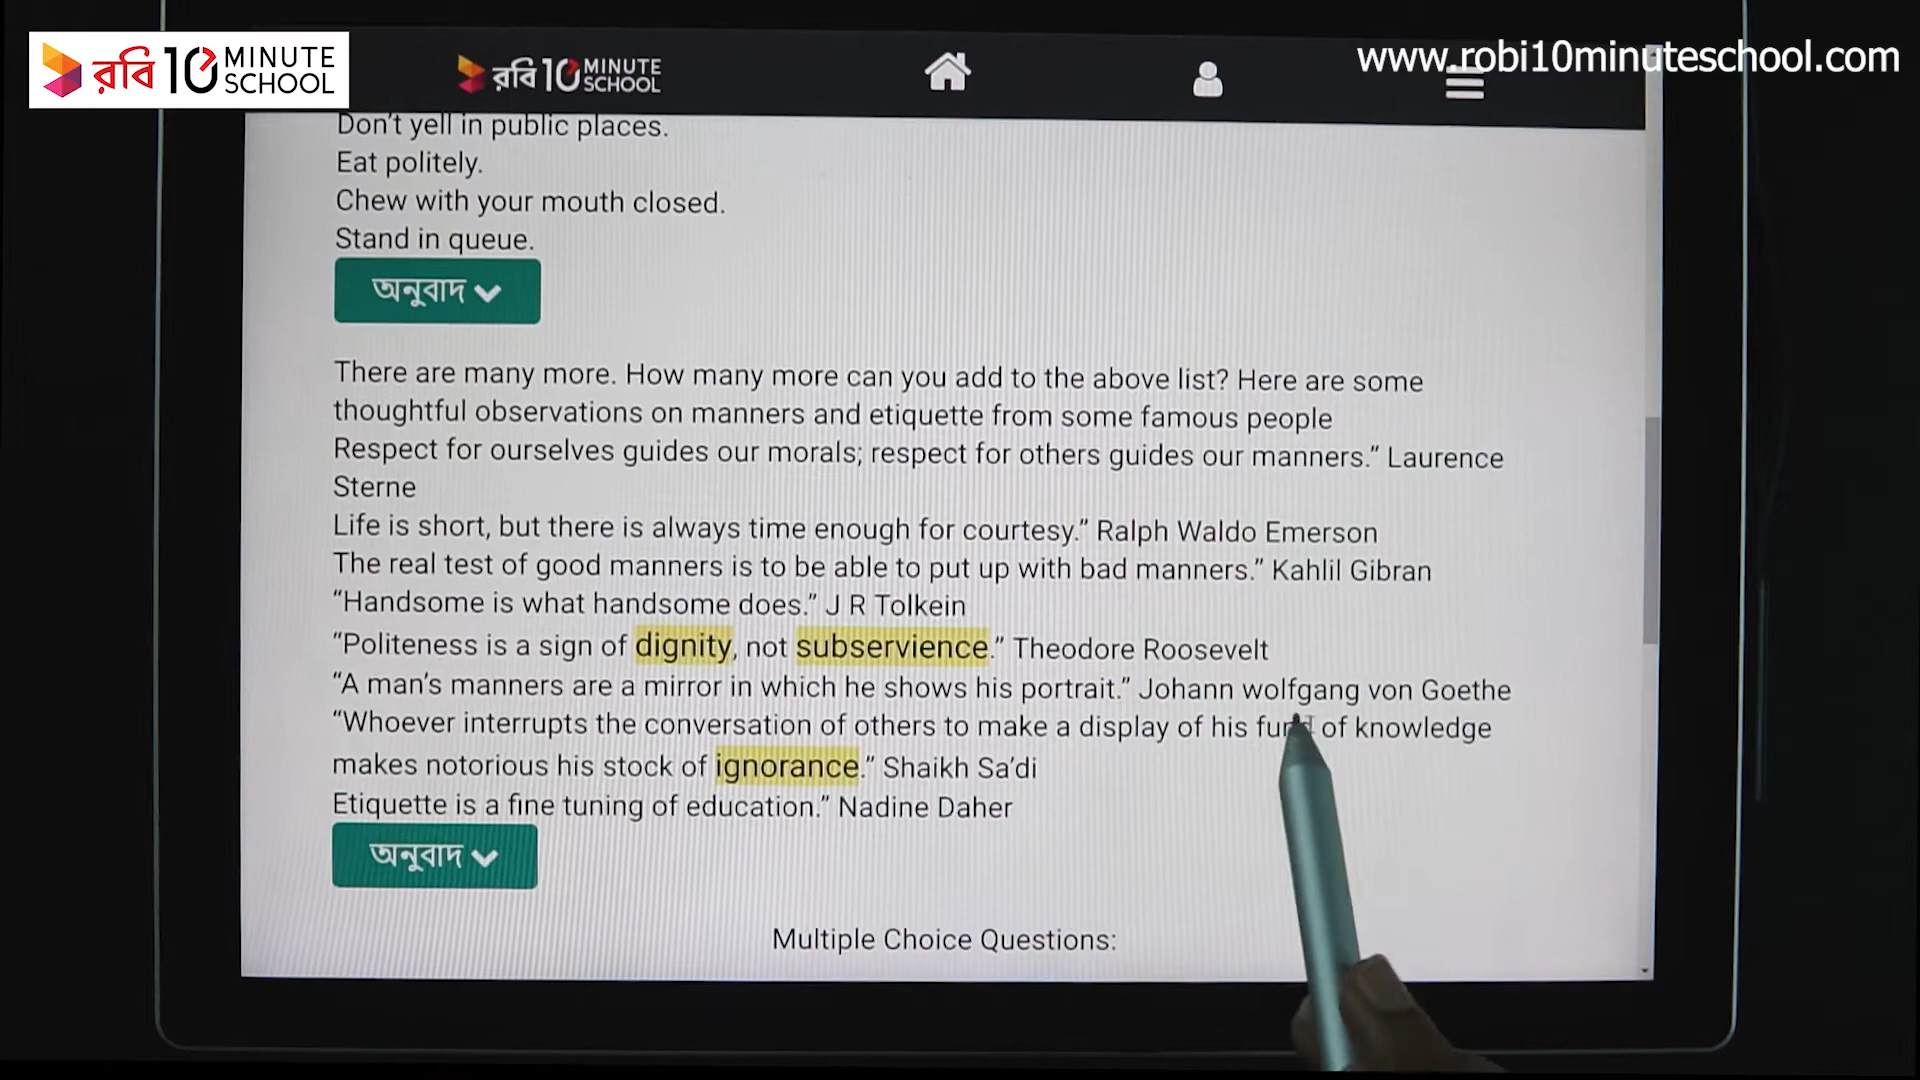 রবি 10 MINUTE SCHOOL
রবি 10 MINUTE SCHOOL
www.robi10minuteschool.com
Don't yell in public places.
Eat politely.
Chew with your mouth closed.
Stand in queue.
অনুবাদ
There are many more. How many more can you add to the above list? Here are some
thoughtful observations on manners and etiquette from some famous people
Respect for ourselves guides our morals; respect for others guides our manners.” Laurence
Sterne
Life is short, but there is always time enough for courtesy.” Ralph Waldo Emerson
The real test of good manners is to be able to put up with bad manners.” Kahlil Gibran
“Handsome is what handsome does.” J R Tolkein
“Politeness is a sign of dignity, not subservience.” Theodore Roosevelt
“A man’s manners are a mirror in which he shows his portrait.” Johann wolfgang von Goethe
“Whoever interrupts the conversation of others to make a display of his fund of knowledge
makes notorious his stock of ignorance.” Shaikh Sa’di
Etiquette is a fine tuning of education.” Nadine Daher
অনুবাদ
Multiple Choice Questions: